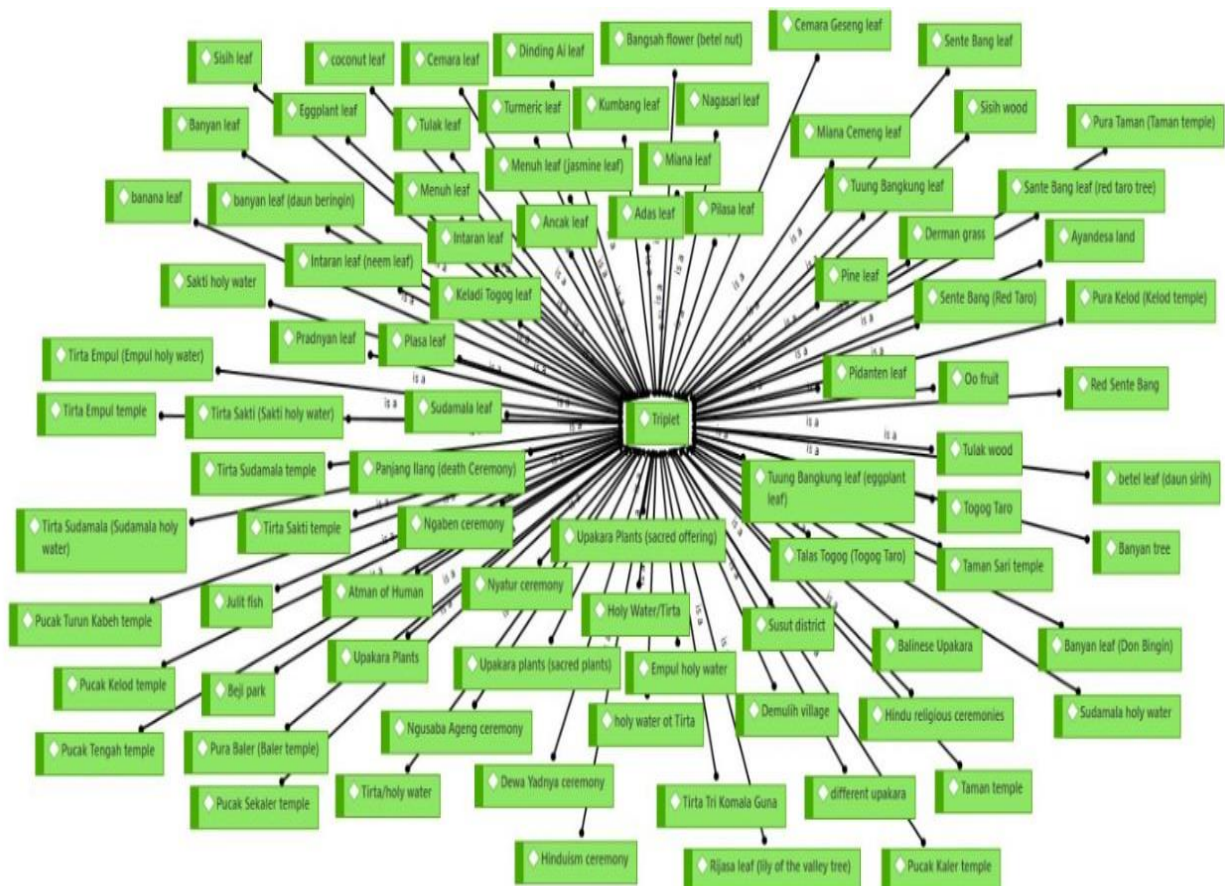 Cemara Geseng leaf
Bangsah flower (betel nut)
Sente Bang leaf
Dinding Ai leaf
Sisih leaf
coconut leaf
Cemara leaf
Eggplant leaf
Turmeric leaf
Kumbang leaf
Nagasari leaf
Sisih wood
Banyan leaf
Tulak leaf
Miana Cemeng leaf
Pura Taman (Taman temple)
Menuh leaf (jasmine leaf)
Miana leaf
banana leaf
banyan leaf (daun beringin)
Menuh leaf
Tuung Bangkung leaf
Sante Bang leaf (red taro tree)
Ancak leaf
Adas leaf
Pilasa leaf
Intaran leaf
Derman grass
Ayandesa land
Intaran leaf (neem leaf)
Pine leaf
Sakti holy water
Keladi Togog leaf
Sente Bang (Red Taro)
Pura Kelod (Kelod temple)
Pradnyan leaf
Plasa leaf
Tirta Empul (Empul holy water)
Pidanten leaf
Oo fruit
Red Sente Bang
Tirta Empul temple
Tirta Sakti (Sakti holy water)
Sudamala leaf
Triplet
is a
Tulak wood
Tirta Sudamala temple
Panjang Ilang (death Ceremony)
Tuung Bangkung leaf (eggplant
leaf)
betel leaf (daun sirih)
Tirta Sudamala (Sudamala holy
water)
Tirta Sakti temple
Ngaben ceremony
Upakara Plants (sacred offering)
Togog Taro
Talas Togog (Togog Taro)
Banyan tree
Taman Sari temple
Julit fish
Atman of Human
Nyatur ceremony
Pucak Turun Kabeh temple
Holy Water/Tirta
Susut district
Upakara Plants
Balinese Upakara
Banyan leaf (Don Bingin)
Upakara plants (sacred plants)
Empul holy water
Pucak Kelod temple
Beji park
Demulih village
Hindu religious ceremonies
Sudamala holy water
holy water ot Tirta
Ngusaba Ageng ceremony
Pucak Tengah temple
Pura Baler (Baler temple)
Tirta/holy water
Dewa Yadnya ceremony
Taman temple
Pucak Sekaler temple
Tirta Tri Komala Guna
different upakara
Hinduism ceremony
Rijasa leaf (lily of the valley tree)
Pucak Kaler temple